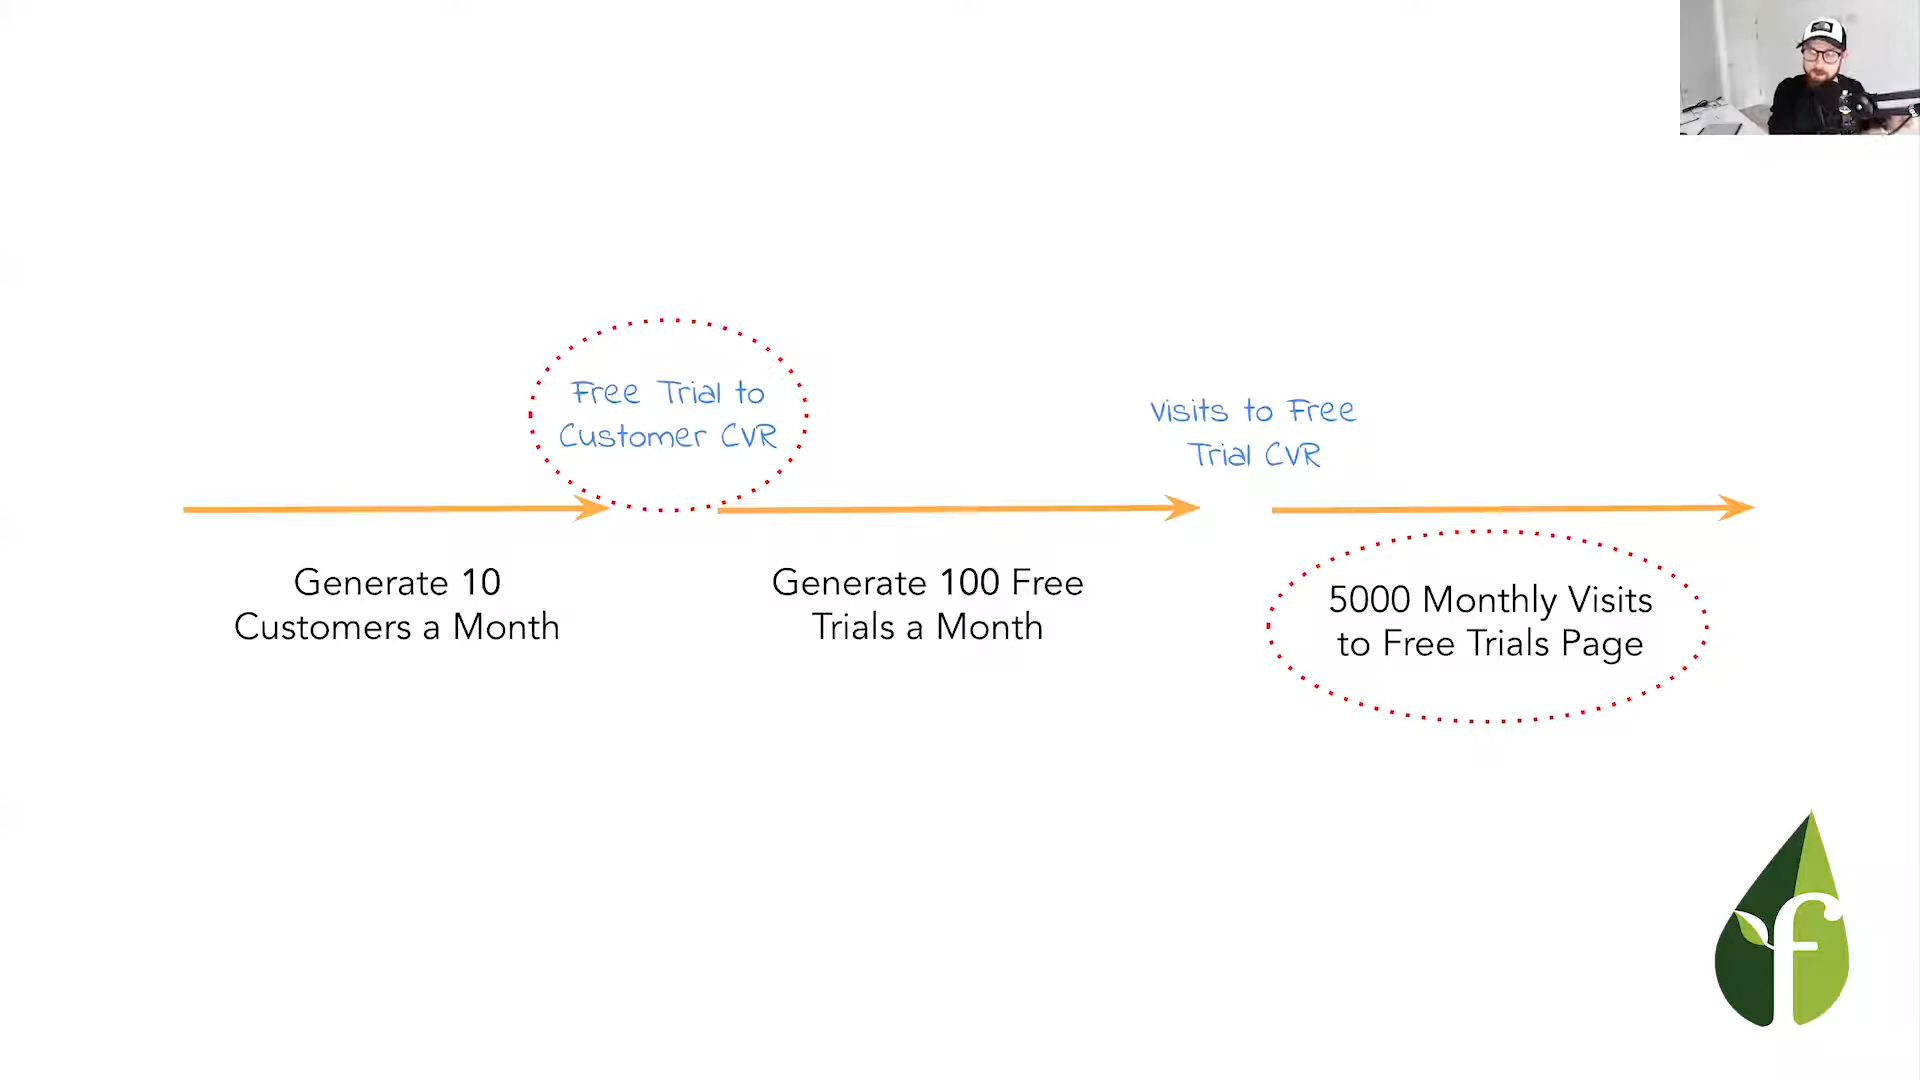 Free Trial to
Customer CVR
Visits to Free
Trial CVR
Generate 10
Customers a Month
Generate 100 Free
Trials a Month
5000 Monthly Visits
to Free Trials Page
f